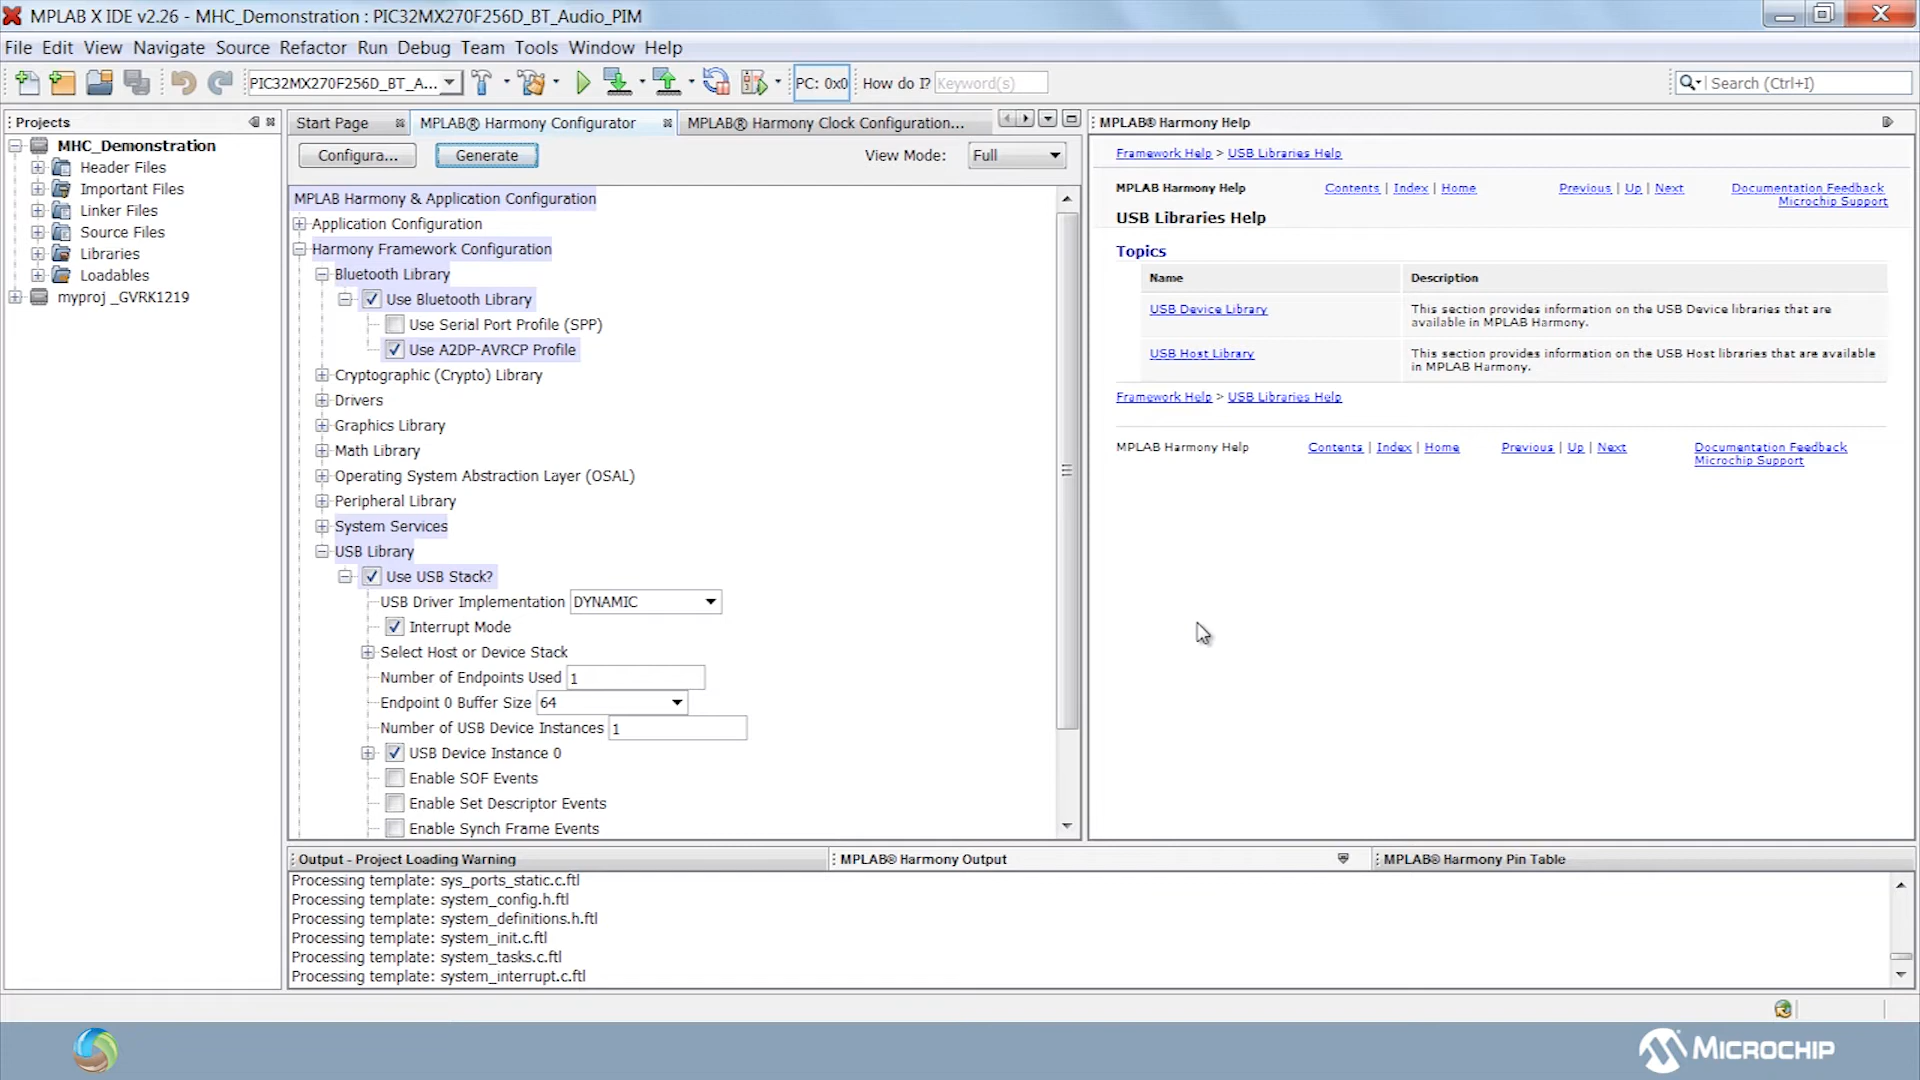 MPLAB X IDE v2.26 - MHC_Demonstration : PIC32MX270F256D_BT_Audio_PIM
File Edit View Navigate Source Refactor Run Debug Team Tools Window Help
PIC32MX270F256D_BT_A... PC: 0x0 How do I? Keyword(s) Search (Ctrl+I)
Projects
MHC_Demonstration
Header Files
Important Files
Linker Files
Source Files
Libraries
Loadables
myproj _GVRK1219
Start Page MPLAB® Harmony Configurator MPLAB® Harmony Clock Configuration...
Configura... Generate View Mode: Full
MPLAB Harmony & Application Configuration
Application Configuration
Harmony Framework Configuration
Bluetooth Library
Use Bluetooth Library
Use Serial Port Profile (SPP)
Use A2DP-AVRCP Profile
Cryptographic (Crypto) Library
Drivers
Graphics Library
Math Library
Operating System Abstraction Layer (OSAL)
Peripheral Library
System Services
USB Library
Use USB Stack?
USB Driver Implementation DYNAMIC
Interrupt Mode
Select Host or Device Stack
Number of Endpoints Used 1
Endpoint 0 Buffer Size 64
Number of USB Device Instances 1
USB Device Instance 0
Enable SOF Events
Enable Set Descriptor Events
Enable Synch Frame Events
MPLAB® Harmony Help
Framework Help > USB Libraries Help
MPLAB Harmony Help Contents | Index | Home Previous | Up | Next Documentation Feedback
Microchip Support
USB Libraries Help
Topics
Name Description
USB Device Library This section provides information on the USB Device libraries that are
available in MPLAB Harmony.
USB Host Library This section provides information on the USB Host libraries that are available
in MPLAB Harmony.
Framework Help > USB Libraries Help
MPLAB Harmony Help Contents | Index | Home Previous | Up | Next Documentation Feedback
Microchip Support
Output - Project Loading Warning MPLAB® Harmony Output MPLAB® Harmony Pin Table
Processing template: sys_ports_static.c.ftl
Processing template: system_config.h.ftl
Processing template: system_definitions.h.ftl
Processing template: system_init.c.ftl
Processing template: system_tasks.c.ftl
Processing template: system_interrupt.c.ftl
MICROCHIP